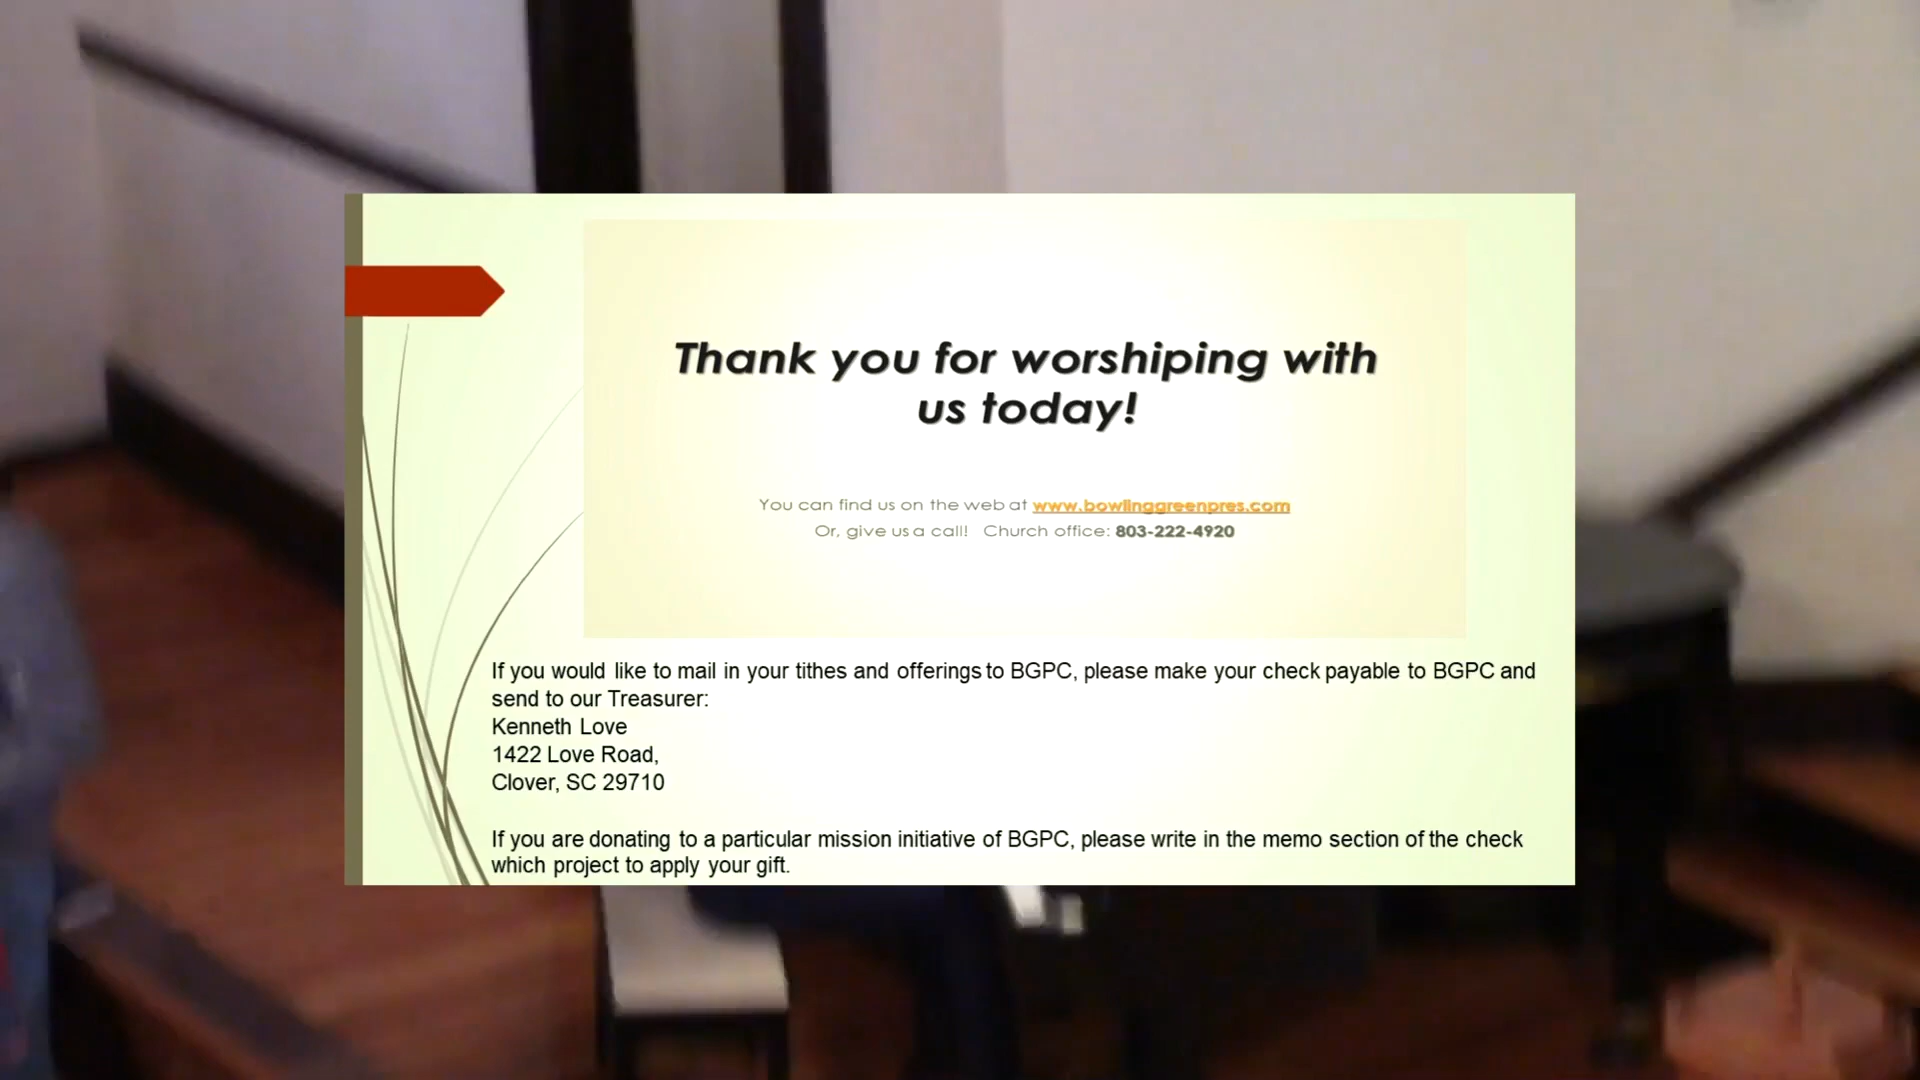 Thank you for worshiping with
us today!
You can find us on the web at www.bowlinggreenpres.com
Or, give us a call! Church office: 803-222-4920
If you would like to mail in your tithes and offerings to BGPC, please make your check payable to BGPC and
send to our Treasurer:
Kenneth Love
1422 Love Road,
Clover, SC 29710
If you are donating to a particular mission initiative of BGPC, please write in the memo section of the check
which project to apply your gift.